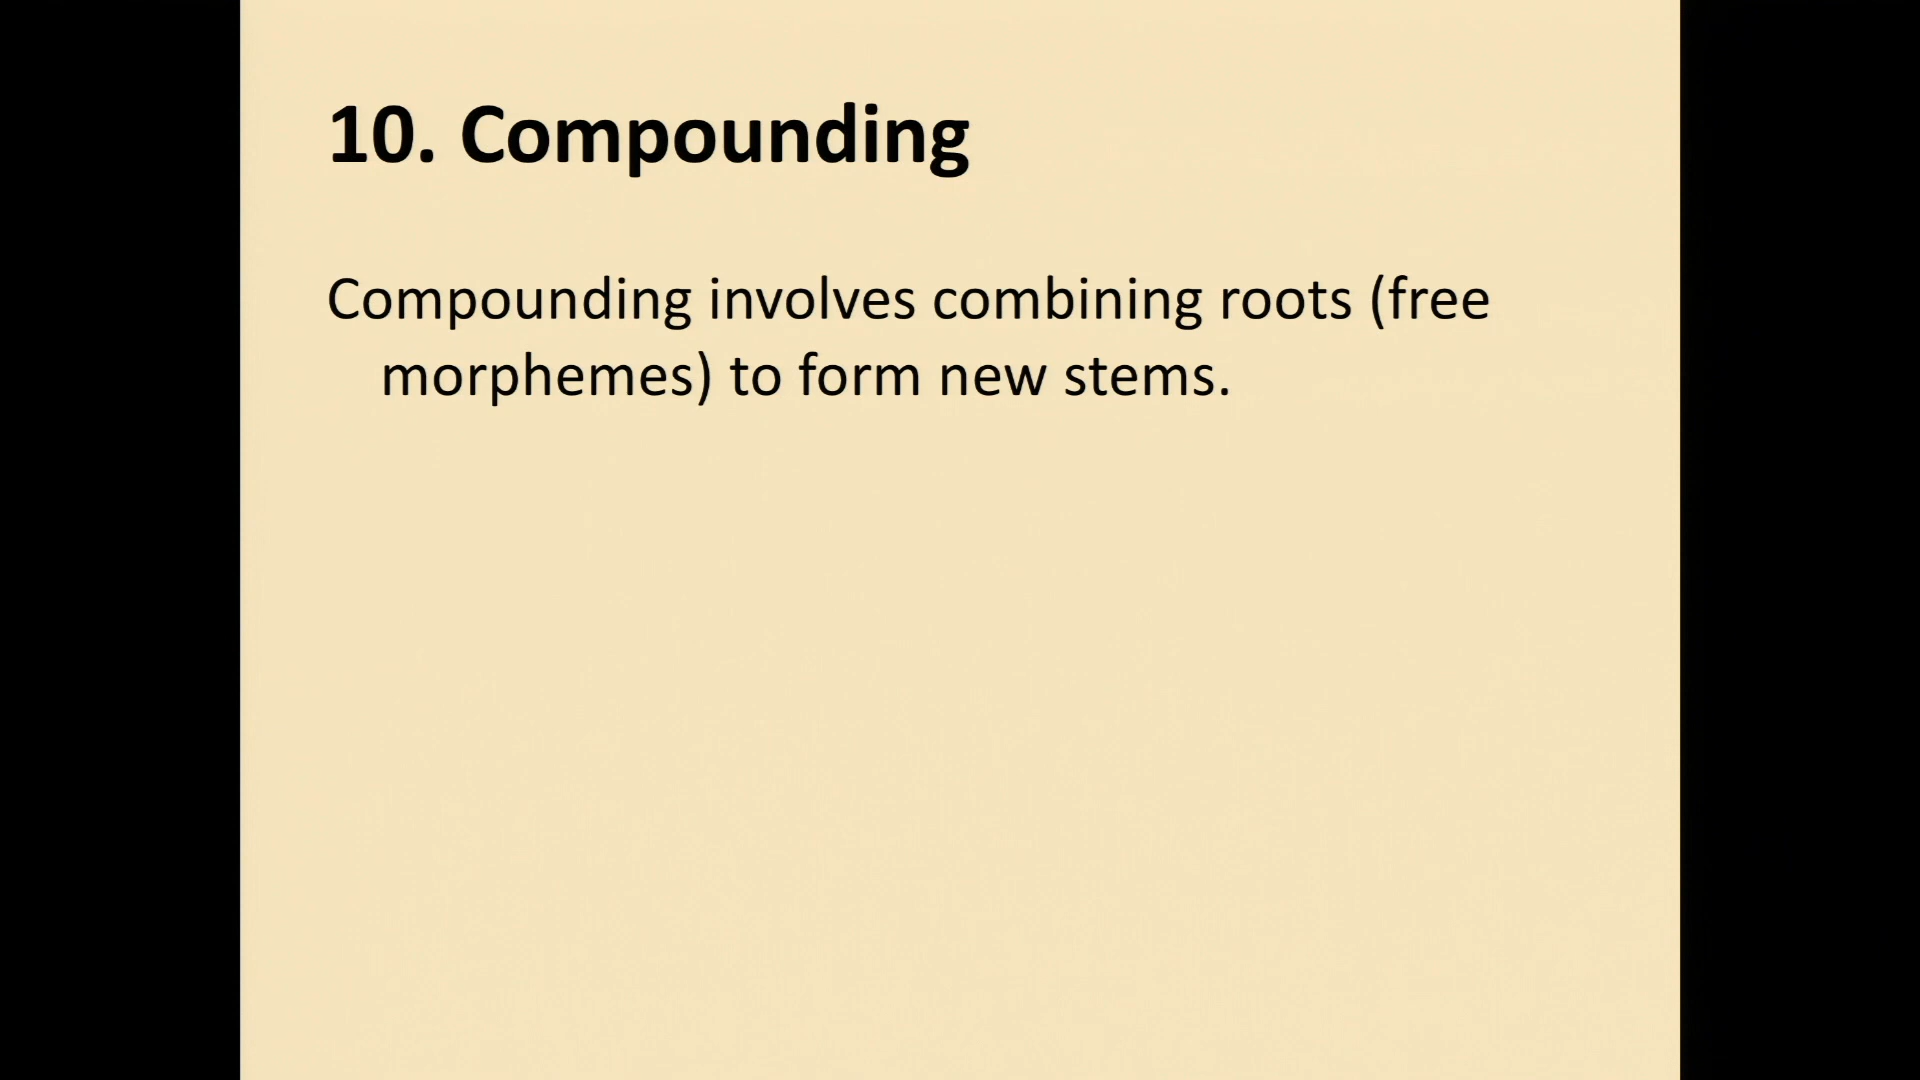 10. Compounding
Compounding involves combining roots (free
morphemes) to form new stems.